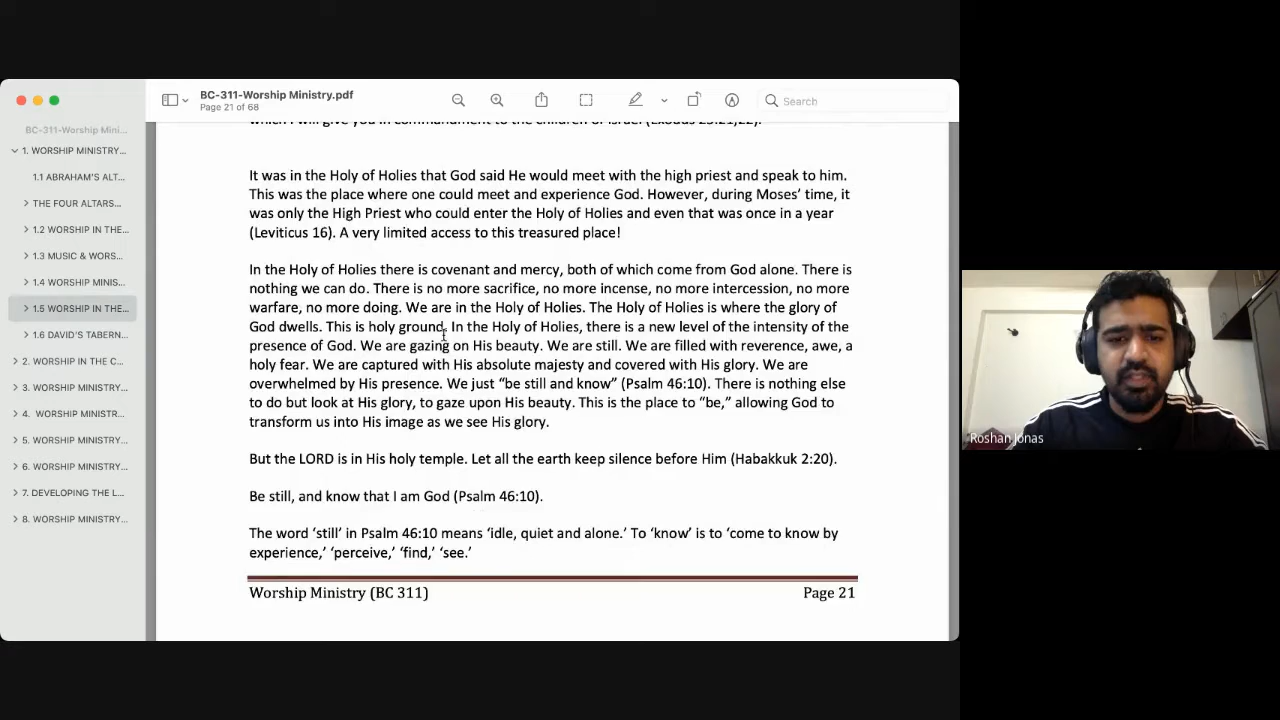 BC-311-Worship Ministry.pdf
Page 21 of 68
Search
BC-311-Worship Mini...
1. WORSHIP MINISTRY...
1.1 ABRAHAM'S ALT...
THE FOUR ALTARS...
1.2 WORSHIP IN THE...
1.3 MUSIC & WORS...
1.4 WORSHIP MINIS...
1.5 WORSHIP IN THE...
1.6 DAVID'S TABERN...
2. WORSHIP IN THE C...
3. WORSHIP MINISTRY...
4. WORSHIP MINISTR...
5. WORSHIP MINISTRY...
6. WORSHIP MINISTRY...
7. DEVELOPING THE L...
8. WORSHIP MINISTRY...
which I will give you in commandment to the children of Israel (Exodus 25:21,22).
It was in the Holy of Holies that God said He would meet with the high priest and speak to him.
This was the place where one could meet and experience God. However, during Moses’ time, it
was only the High Priest who could enter the Holy of Holies and even that was once in a year
(Leviticus 16). A very limited access to this treasured place!
In the Holy of Holies there is covenant and mercy, both of which come from God alone. There is
nothing we can do. There is no more sacrifice, no more incense, no more intercession, no more
warfare, no more doing. We are in the Holy of Holies. The Holy of Holies is where the glory of
God dwells. This is holy ground. In the Holy of Holies, there is a new level of the intensity of the
presence of God. We are gazing on His beauty. We are still. We are filled with reverence, awe, a
holy fear. We are captured with His absolute majesty and covered with His glory. We are
overwhelmed by His presence. We just “be still and know” (Psalm 46:10). There is nothing else
to do but look at His glory, to gaze upon His beauty. This is the place to “be,” allowing God to
transform us into His image as we see His glory.
But the LORD is in His holy temple. Let all the earth keep silence before Him (Habakkuk 2:20).
Be still, and know that I am God (Psalm 46:10).
The word ‘still’ in Psalm 46:10 means ‘idle, quiet and alone.’ To ‘know’ is to ‘come to know by
experience,’ ‘perceive,’ ‘find,’ ‘see.’
Worship Ministry (BC 311)
Page 21
Roshan Jonas